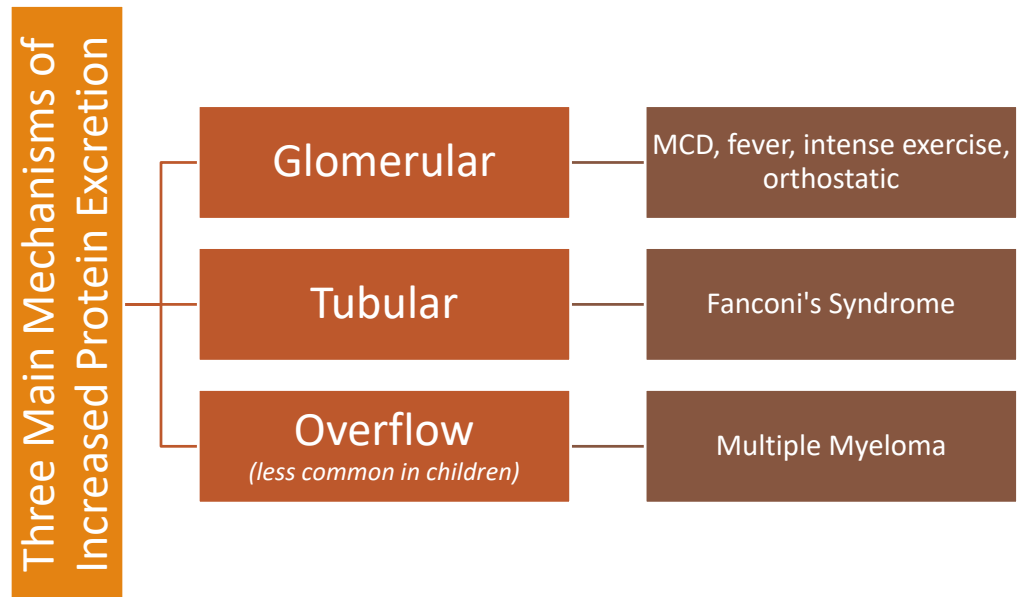 Three Main Mechanisms of
Increased Protein Excretion
Glomerular
MCD, fever, intense exercise,
orthostatic
Tubular
Fanconi's Syndrome
Overflow
(less common in children)
Multiple Myeloma